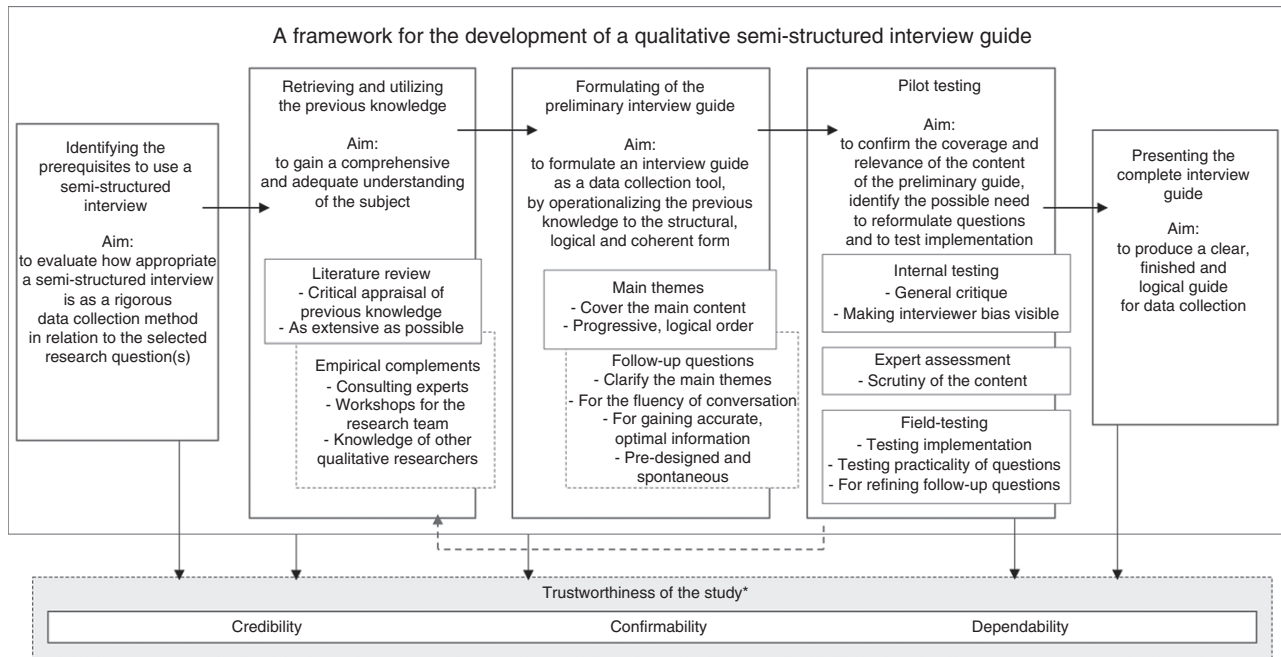 A framework for the development of a qualitative semi-structured interview guide
Identifying the
prerequisites to use a
semi-structured
interview
Aim:
to evaluate how appropriate
a semi-structured interview
is as a rigorous
data collection method
in relation to the selected
research question(s)
Retrieving and utilizing
the previous knowledge
Aim:
to gain a comprehensive
and adequate understanding
of the subject
Literature review
- Critical appraisal of
previous knowledge
- As extensive as possible
Empirical complements
- Consulting experts
- Workshops for the
research team
- Knowledge of other
qualitative researchers
Formulating of the
preliminary interview guide
Aim:
to formulate an interview guide
as a data collection tool,
by operationalizing the previous
knowledge to the structural,
logical and coherent form
Main themes
- Cover the main content
- Progressive, logical order
Follow-up questions
- Clarify the main themes
- For the fluency of conversation
- For gaining accurate,
optimal information
- Pre-designed and
spontaneous
Pilot testing
Aim:
to confirm the coverage and
relevance of the content
of the preliminary guide,
identify the possible need
to reformulate questions
and to test implementation
Internal testing
- General critique
- Making interviewer bias visible
Expert assessment
- Scrutiny of the content
Field-testing
- Testing implementation
- Testing practicality of questions
- For refining follow-up questions
Presenting the
complete interview
guide
Aim:
to produce a clear,
finished and
logical guide
for data collection
Trustworthiness of the study*
Credibility
Confirmability
Dependability